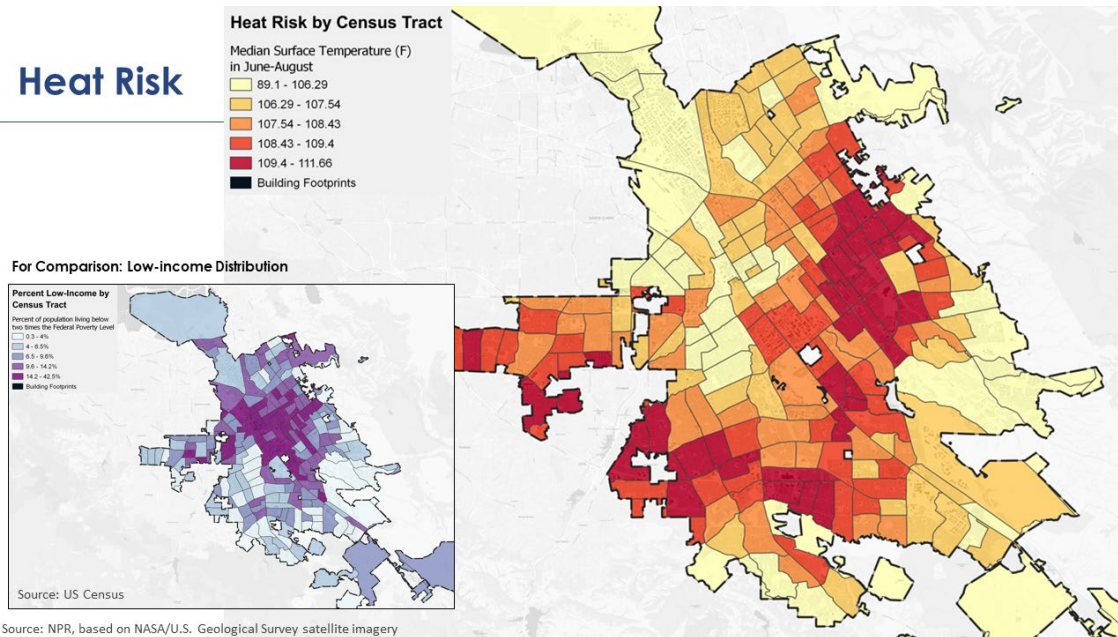 Heat Risk
Heat Risk by Census Tract
Median Surface Temperature (F)
in June-August
89.1 - 106.29
106.29 - 107.54
107.54 - 108.43
108.43 - 109.4
109.4 - 111.66
Building Footprints
For Comparison: Low-income Distribution
Percent Low-Income by
Census Tract
Percent of population living below
two times the Federal Poverty Level
0.3 - 4%
4 - 6.5%
6.5 - 9.6%
9.6 - 14.2%
14.2 - 42.5%
Building Footprints
Source: US Census
Source: NPR, based on NASA/U.S. Geological Survey satellite imagery